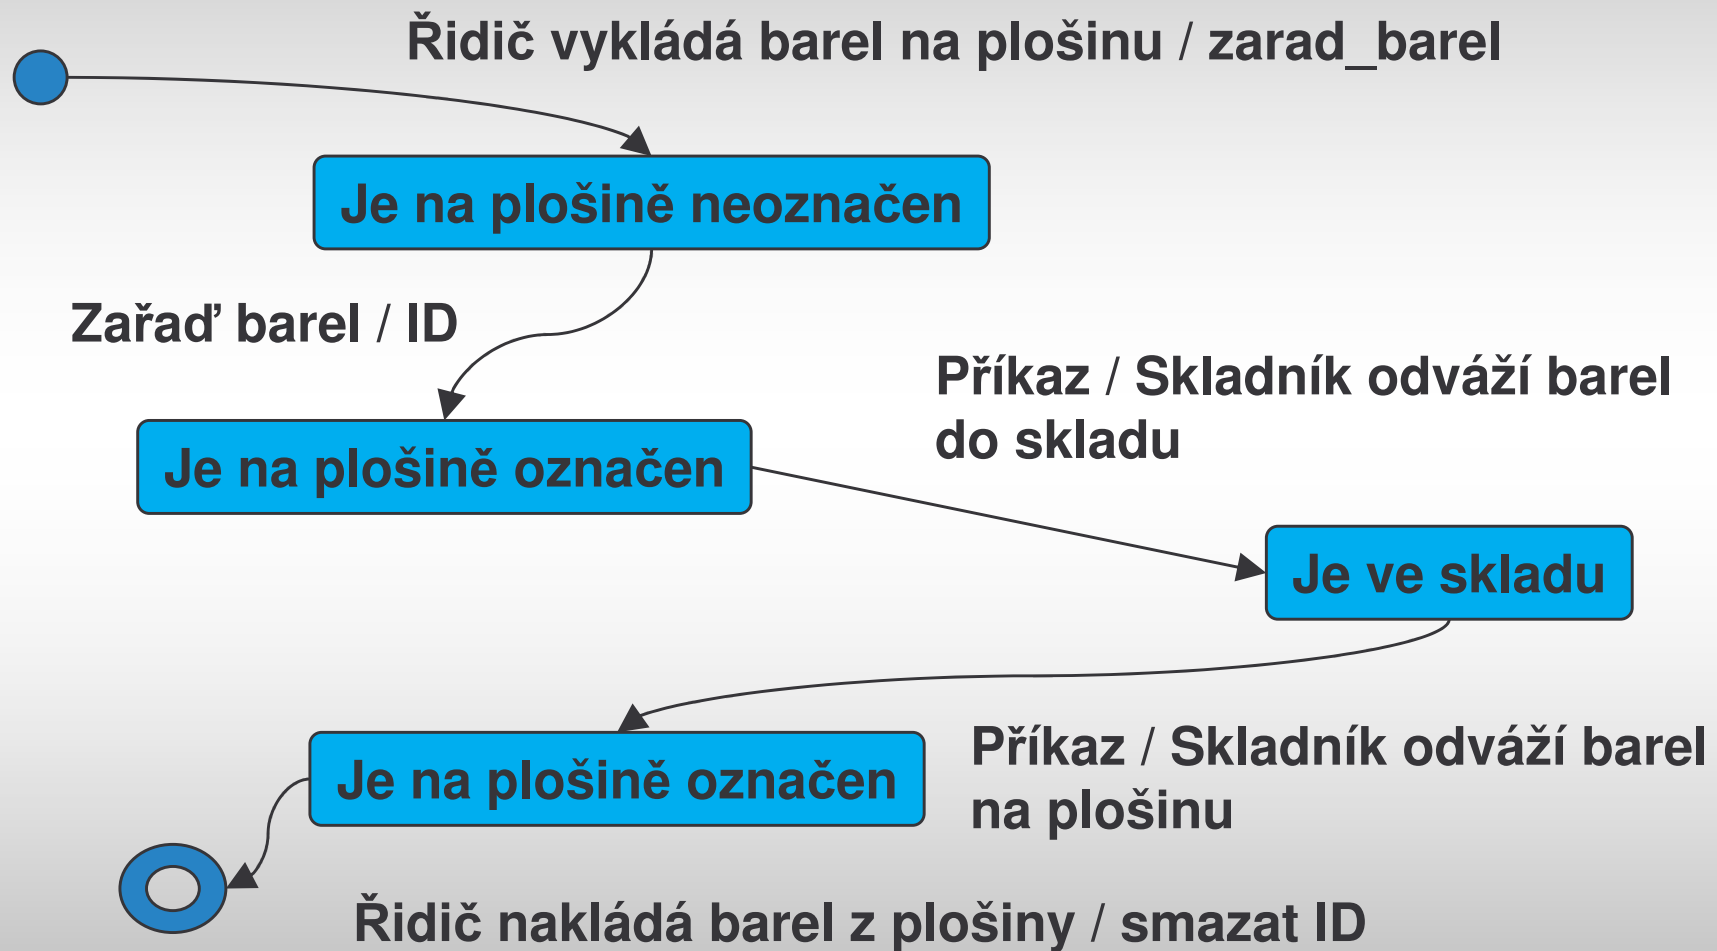 Řidič vykládá barel na plošinu / zarad_barel
Je na plošině neoznačen
Zařaď barel / ID
Příkaz / Skladník odváží barel
do skladu
Je na plošině označen
Je ve skladu
Příkaz / Skladník odváží barel
na plošinu
Je na plošině označen
Řidič nakládá barel z plošiny / smazat ID